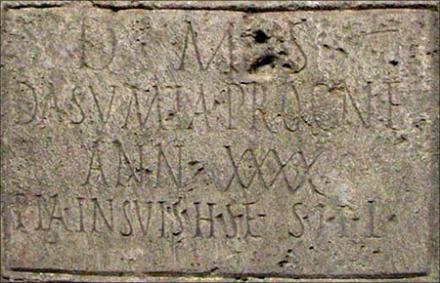 D M S
DASVMIA·PROCNE
ANN XXXX
PIA·IN SVIS·H·S·E· S·T·T·L